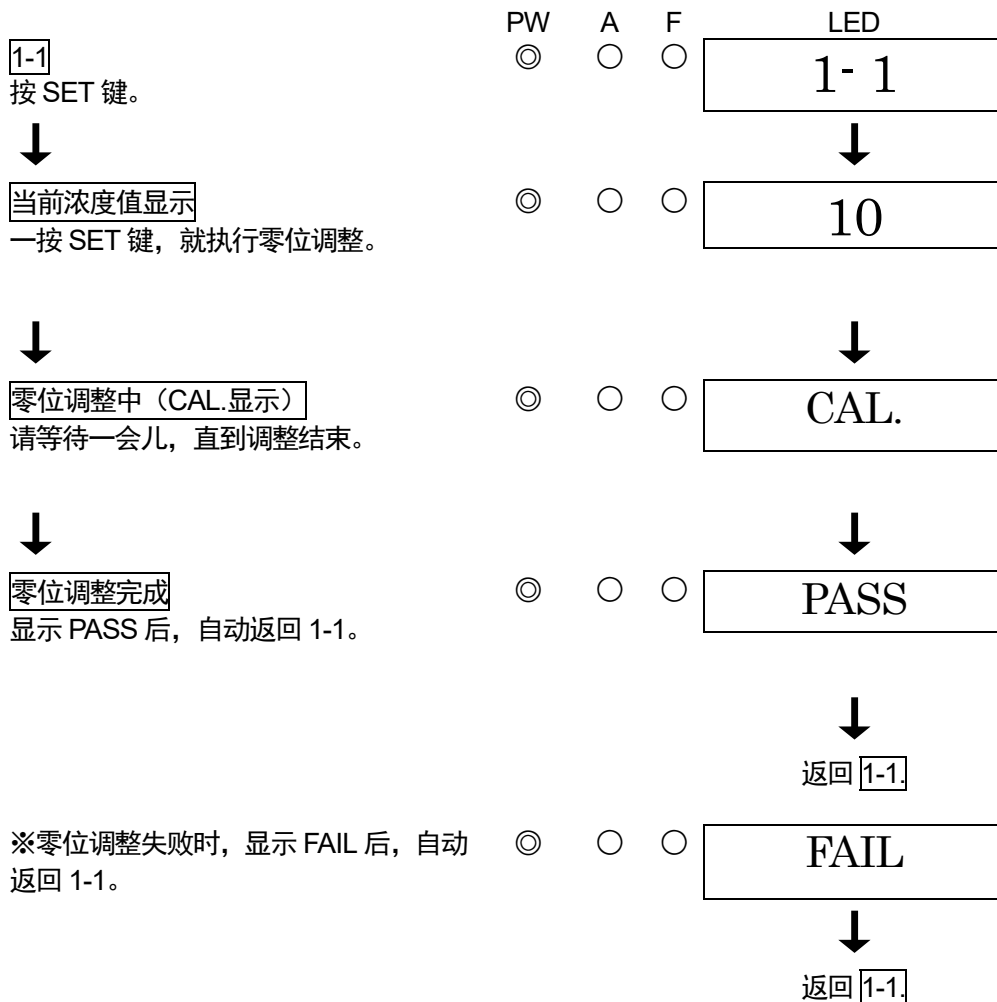 PW A F LED
1-1 ◎ ○ ○ 1- 1
按 SET 键。
↓ ↓
当前浓度值显示 ◎ ○ ○ 10
一按 SET 键，就执行零位调整。
↓ ↓
零位调整中（CAL.显示） ◎ ○ ○ CAL.
请等待一会儿，直到调整结束。
↓ ↓
零位调整完成 ◎ ○ ○ PASS
显示 PASS 后，自动返回 1-1。
↓
返回 1-1.
※零位调整失败时，显示 FAIL 后，自动 ◎ ○ ○ FAIL
返回 1-1。
↓
返回 1-1.